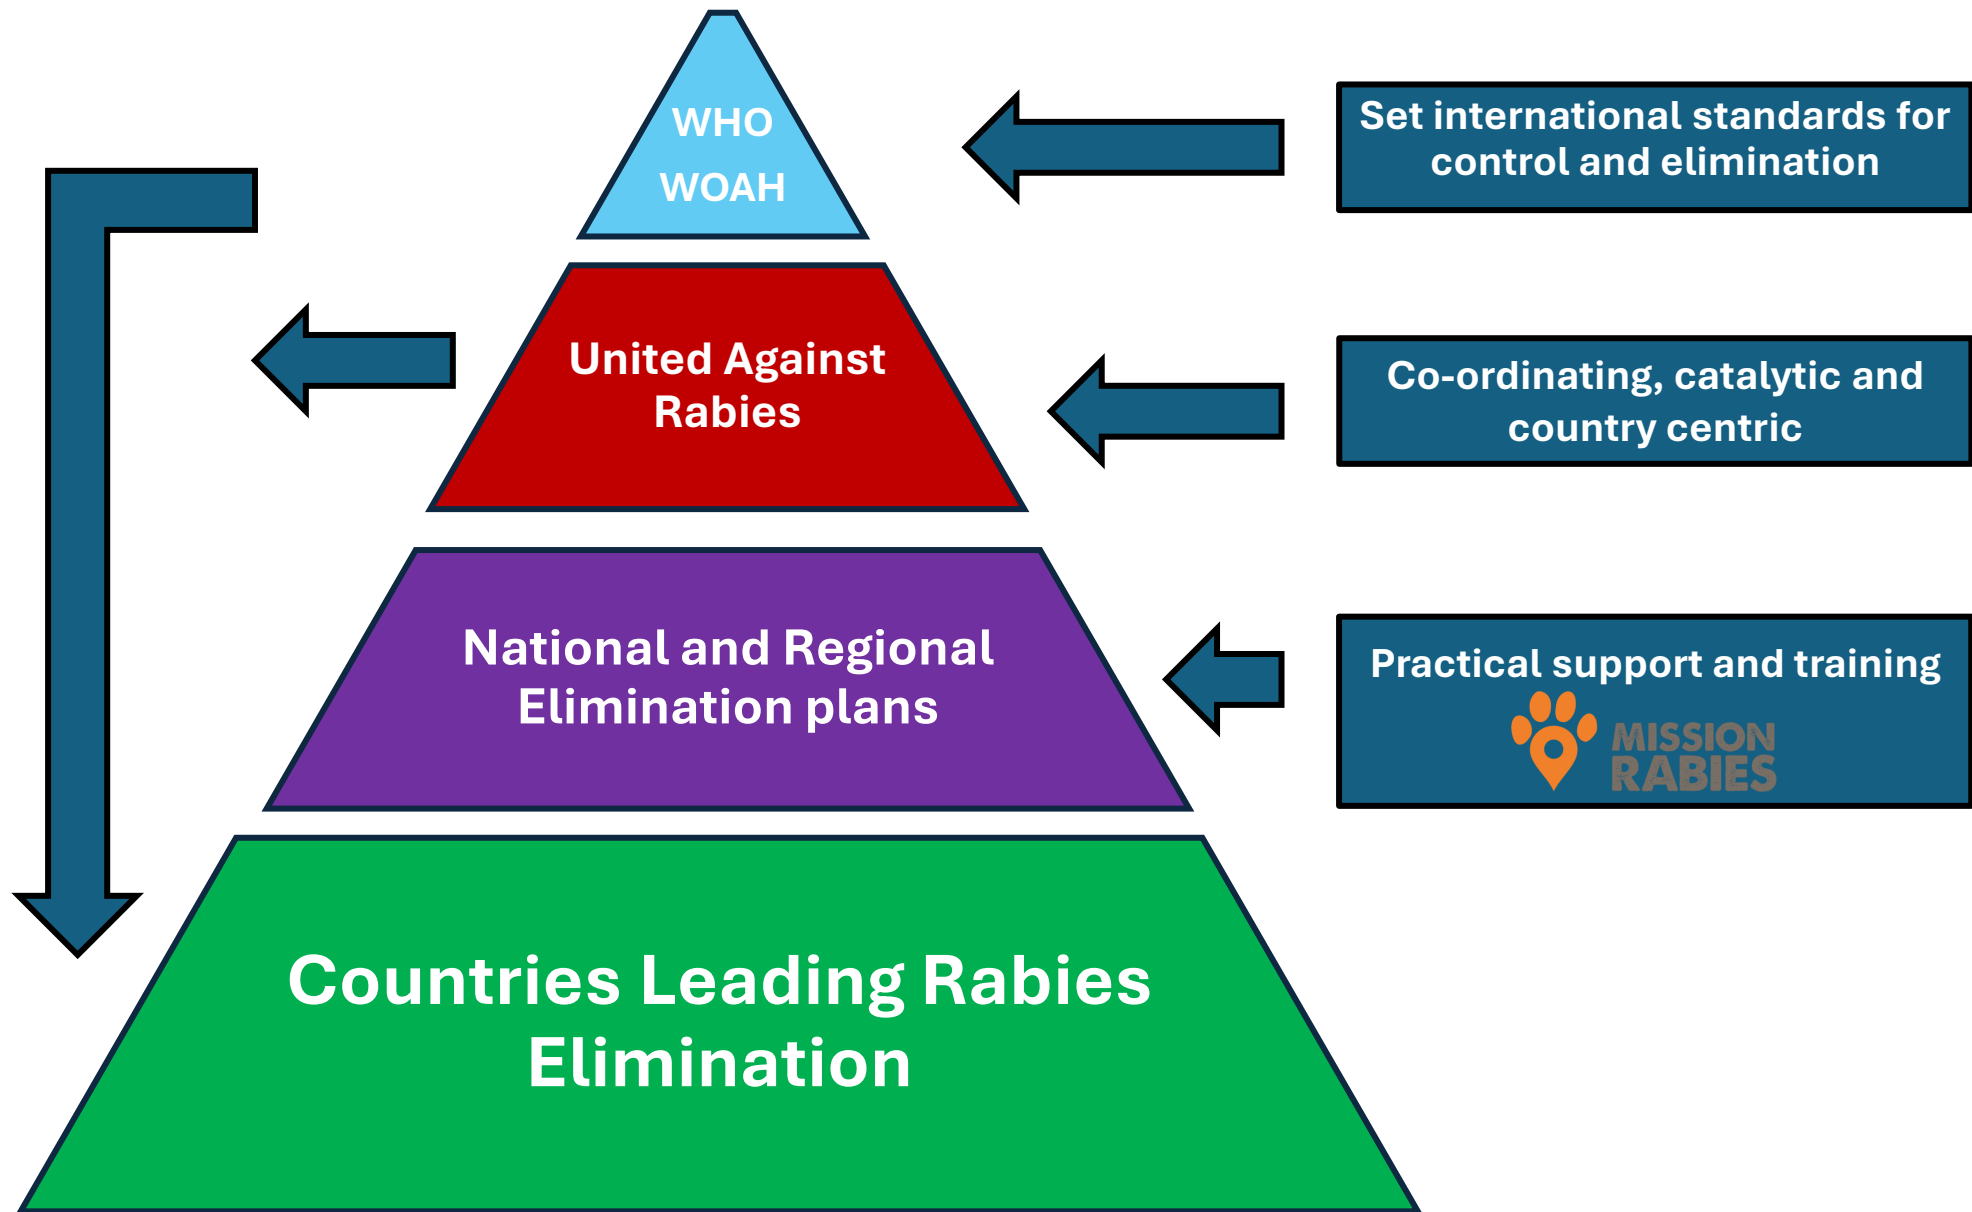 WHO
WOAH
Set international standards for
control and elimination
United Against
Rabies
Co-ordinating, catalytic and
country centric
National and Regional
Elimination plans
Practical support and training
MISSION
RABIES
Countries Leading Rabies
Elimination